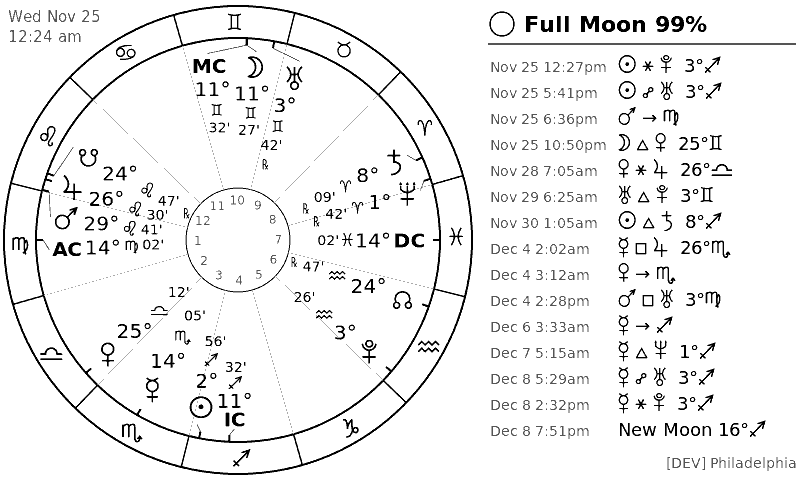 Wed Nov 25
12:24 am
MC
11° ♊ 32'
☽ 11° ♊ 27'
♅ 3° ♊ 42' ℞
☋ 24° ♌ 47' ℞
♃ 26° ♌ 30'
♂ 29° ♌ 41'
AC 14° ♍ 02'
♄ 8° ♈ 09' ℞
♆ 1° ♈ 42' ℞
02' ♓ 14° DC
℞ 47' ♒ 24° ☊
26' ♒ 3° ♇
12' ♎ 25° ♀
05' ♏ 14° ☿
56' ♐ 2° ☉
32' ♐ 11° IC
1 2 3 4 5 6 7 8 9 10 11 12
♈ ♉ ♊ ♋ ♌ ♍ ♎ ♏ ♐ ♑ ♒ ♓
Full Moon 99%
Nov 25 12:27pm ☉ ⚹ ♇ 3°♐
Nov 25 5:41pm ☉ ☍ ♅ 3°♐
Nov 25 6:36pm ♂ → ♍
Nov 25 10:50pm ☽ △ ♀ 25°♊
Nov 28 7:05am ♀ ⚹ ♃ 26°♎
Nov 29 6:25am ♅ △ ♇ 3°♊
Nov 30 1:05am ☉ △ ♄ 8°♐
Dec 4 2:02am ☿ □ ♃ 26°♏
Dec 4 3:12am ♀ → ♏
Dec 4 2:28pm ♂ □ ♅ 3°♍
Dec 6 3:33am ☿ → ♐
Dec 7 5:15am ☿ △ ♆ 1°♐
Dec 8 5:29am ☿ ☍ ♅ 3°♐
Dec 8 2:32pm ☿ ⚹ ♇ 3°♐
Dec 8 7:51pm New Moon 16°♐
[DEV] Philadelphia